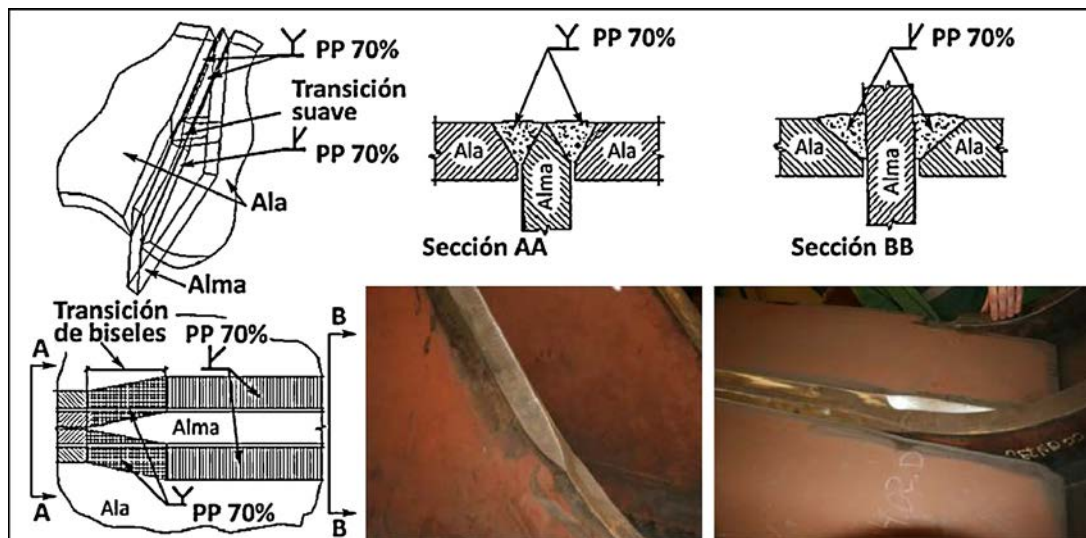 PP 70%
Transición
suave
PP 70%
Ala
Alma
PP 70%
Ala
Ala
Alma
Sección AA
PP 70%
Ala
Ala
Alma
Sección BB
Transición
de biseles
PP 70%
A
B
Alma
PP 70%
Ala
A
B